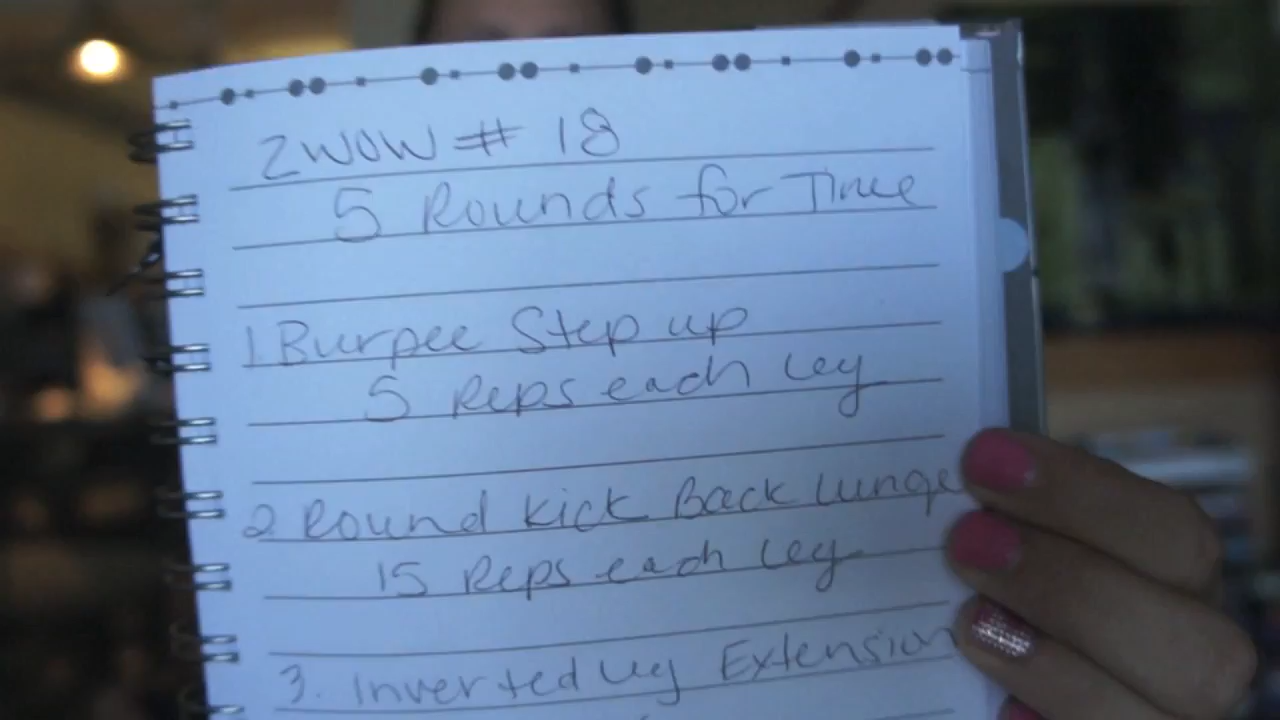 ZWOW # 18
5 Rounds for Time
1 Burpee Step up
5 Reps each leg
2 Round kick Back Lunge
15 Reps each leg
3. Inverted leg Extension